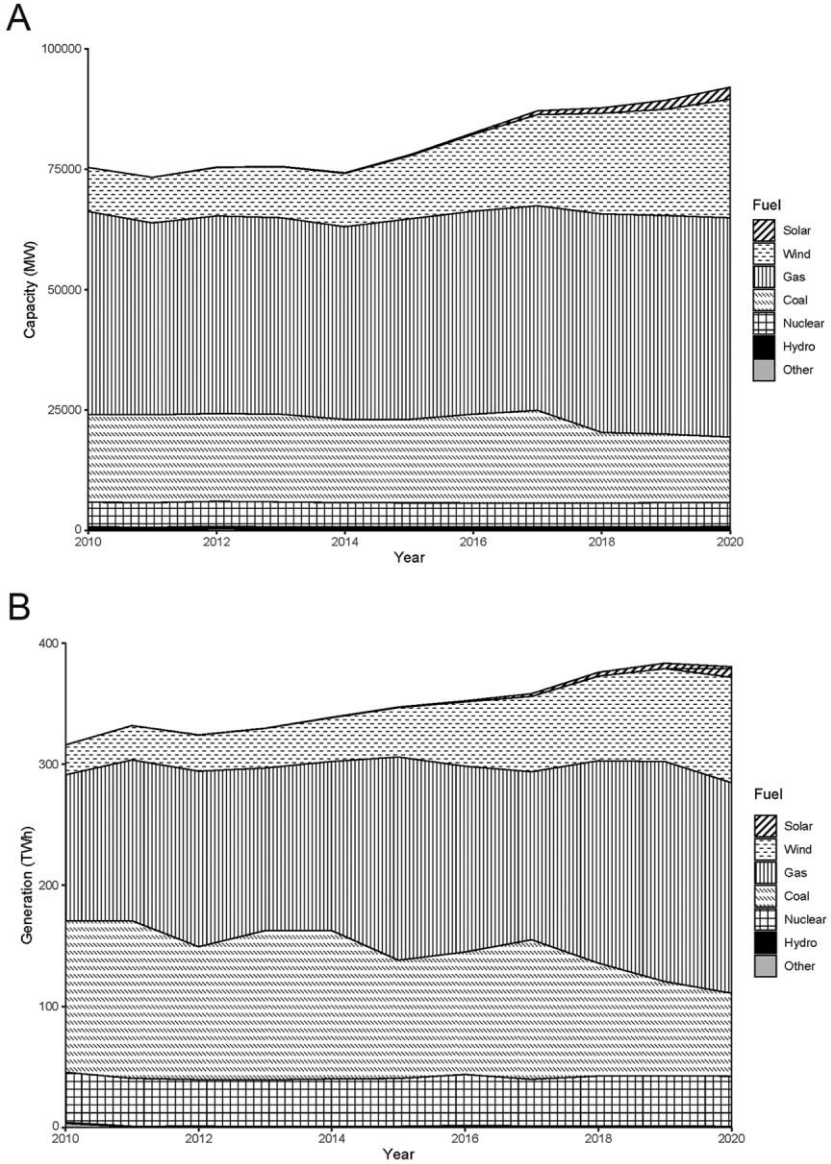 A
100000
75000
50000
25000
0
Capacity (MW)
2010 2012 2014 2016 2018 2020
Year
Fuel
Solar
Wind
Gas
Coal
Nuclear
Hydro
Other
B
400
300
200
100
0
Generation (TWh)
2010 2012 2014 2016 2018 2020
Year
Fuel
Solar
Wind
Gas
Coal
Nuclear
Hydro
Other